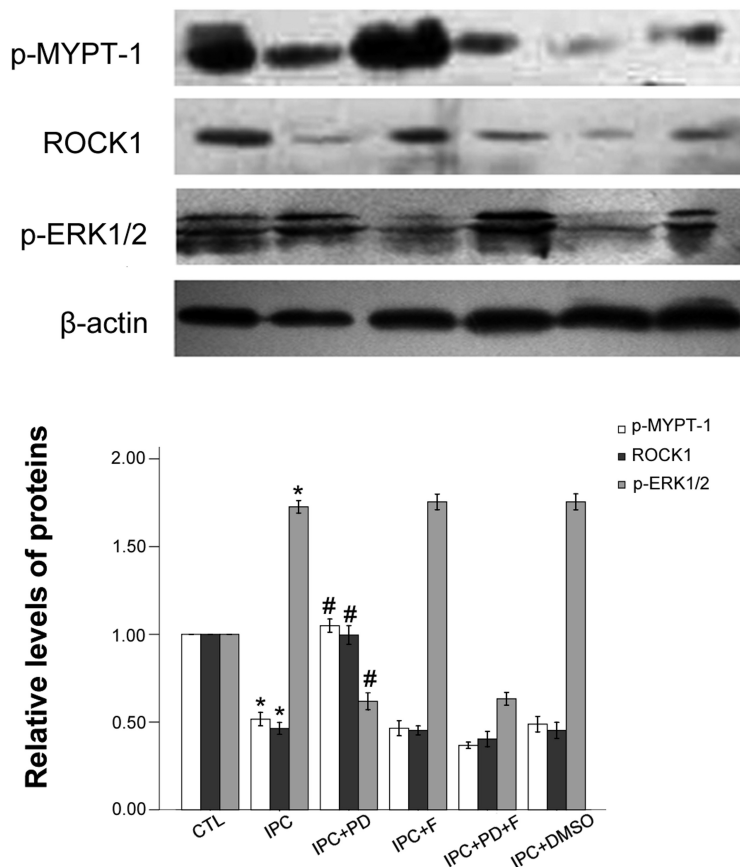 p-MYPT-1
ROCK1
p-ERK1/2
β-actin
p-MYPT-1
ROCK1
p-ERK1/2
Relative levels of proteins
2.00
1.50
1.00
0.50
0.00
*
* *
# #
#
CTL IPC IPC+PD IPC+F IPC+PD+F IPC+DMSO